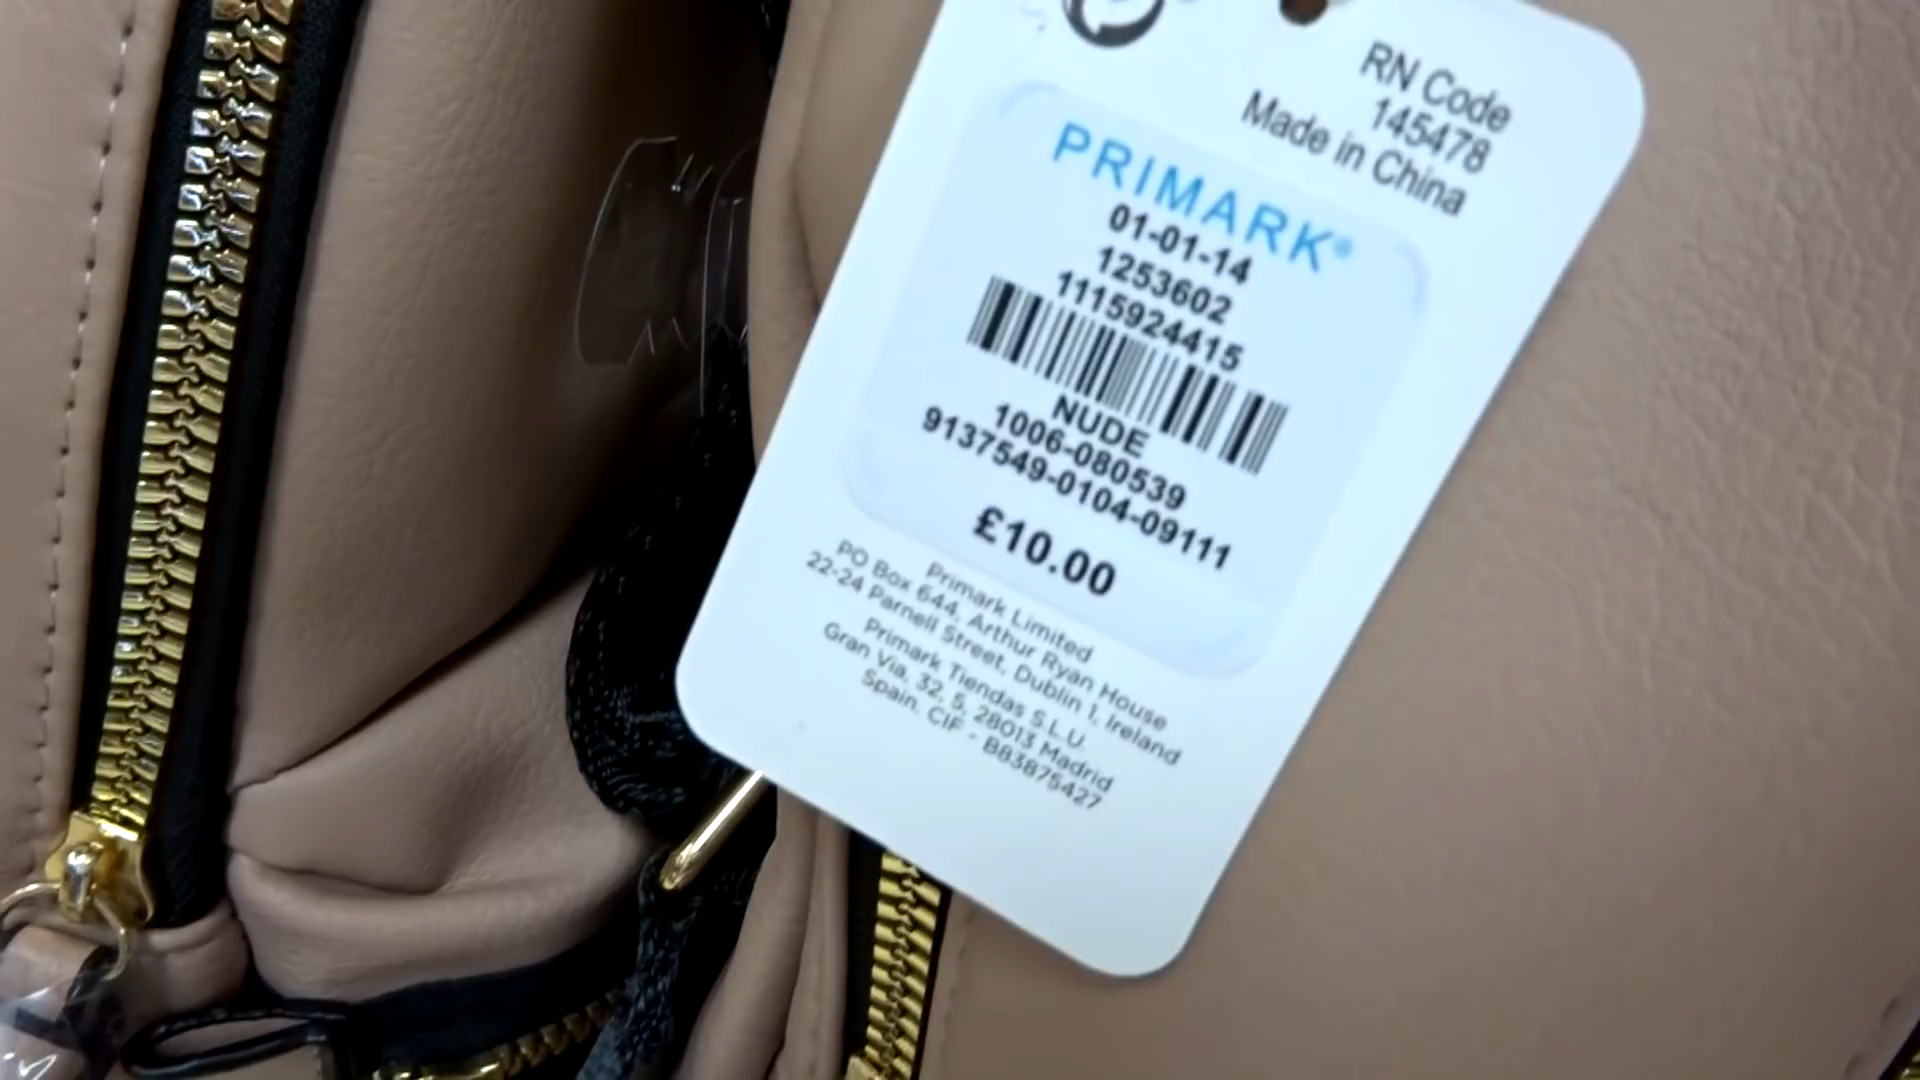 RN Code
145478
Made in China
PRIMARK®
01-01-14
1253602
1115924415
NUDE
1006-080539
9137549-0104-09111
£10.00
Primark Limited
PO Box 644, Arthur Ryan House
22-24 Parnell Street, Dublin 1, Ireland
Primark Tiendas S.L.U.
Gran Via, 32, 5, 28013 Madrid
Spain. CIF - B83875427